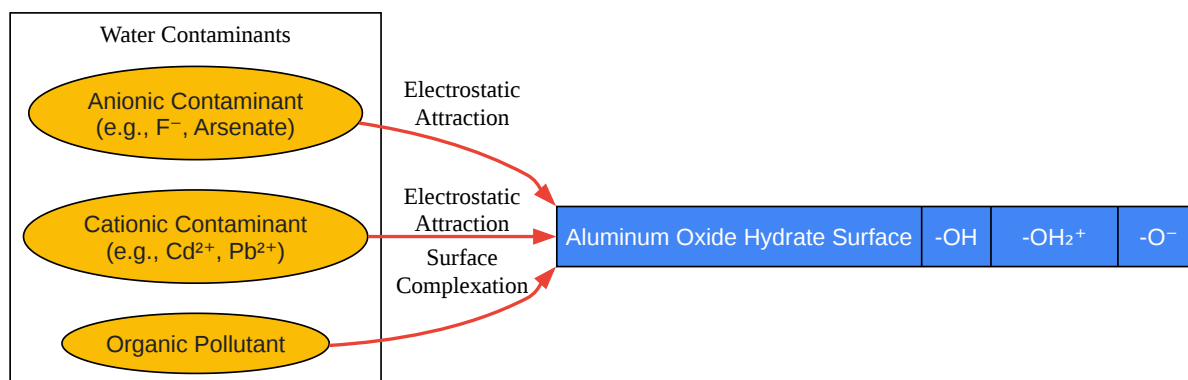 Water Contaminants
Anionic Contaminant
(e.g., F⁻, Arsenate)
Cationic Contaminant
(e.g., Cd²⁺, Pb²⁺)
Organic Pollutant
Electrostatic
Attraction
Electrostatic
Attraction
Surface
Complexation
Aluminum Oxide Hydrate Surface
-OH
-OH₂⁺
-O⁻